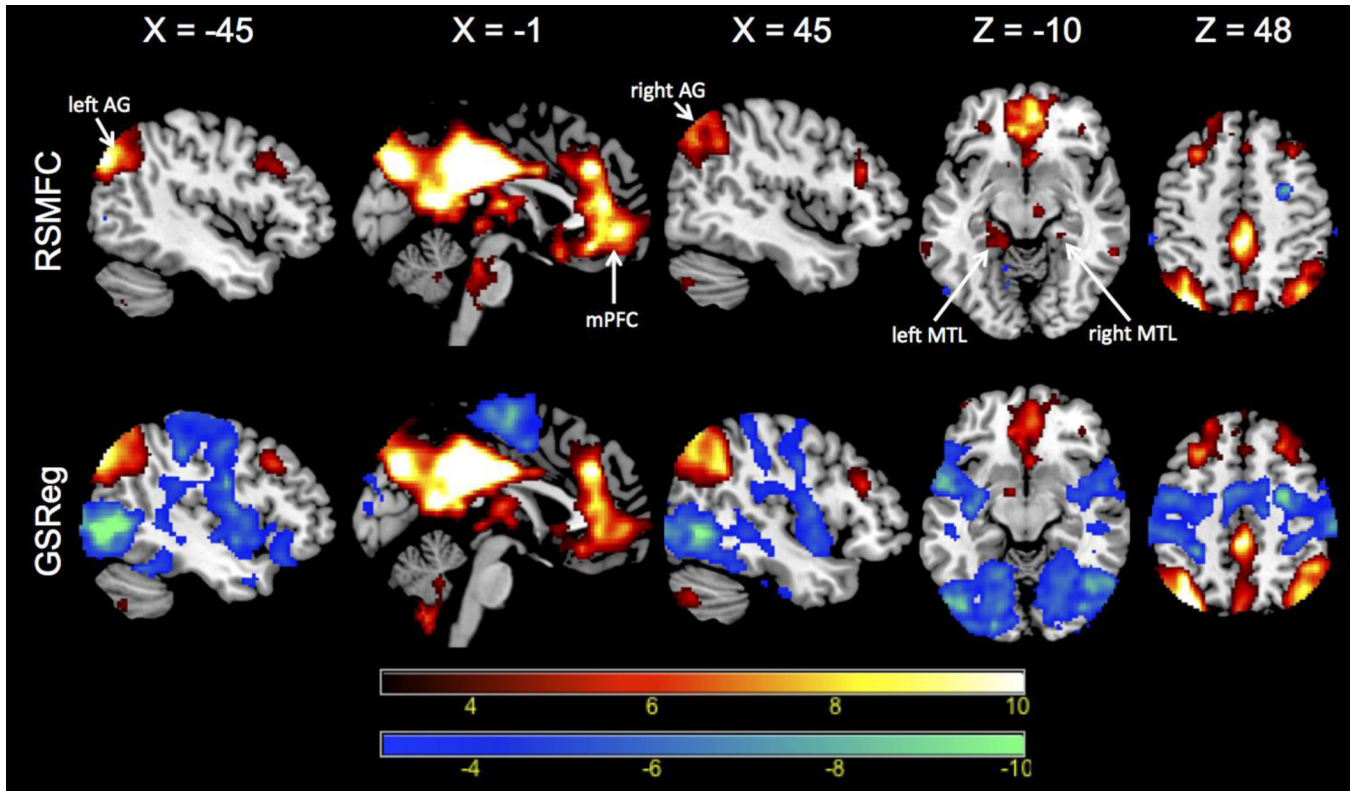 X = -45 X = -1 X = 45 Z = -10 Z = 48
left AG right AG
RSMFC
mPFC left MTL right MTL
GSReg
4 6 8 10
-4 -6 -8 -10